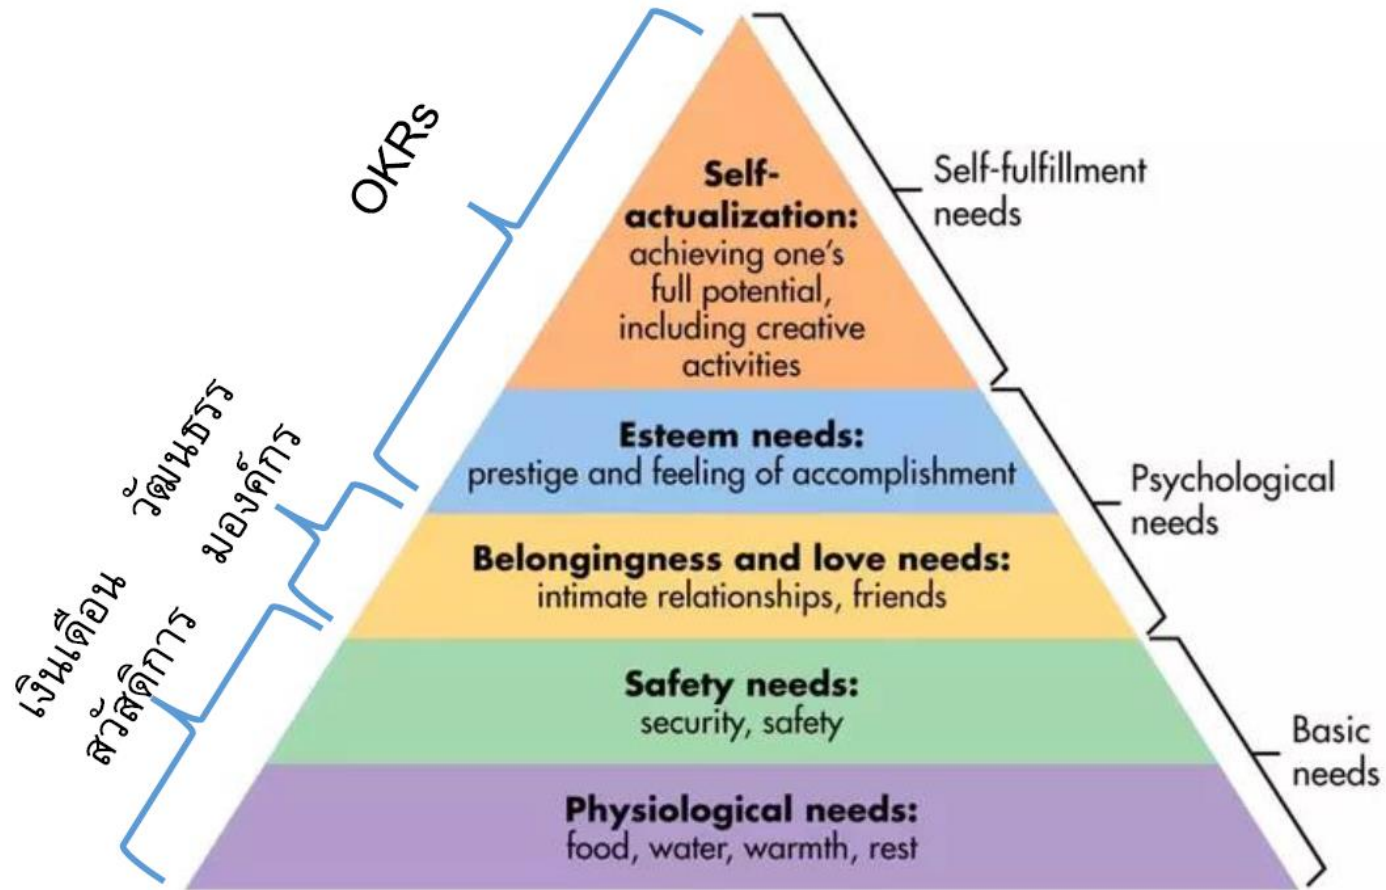 OKRs
วัฒนธรร
มองค์กร
เงินเดือน
สวัสดิการ
Self-
actualization:
achieving one's
full potential,
including creative
activities
Esteem needs:
prestige and feeling of accomplishment
Belongingness and love needs:
intimate relationships, friends
Safety needs:
security, safety
Physiological needs:
food, water, warmth, rest
Self-fulfillment
needs
Psychological
needs
Basic
needs